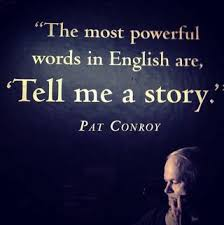 “The most powerful
words in English are,
‘Tell me a story.’”
PAT CONROY